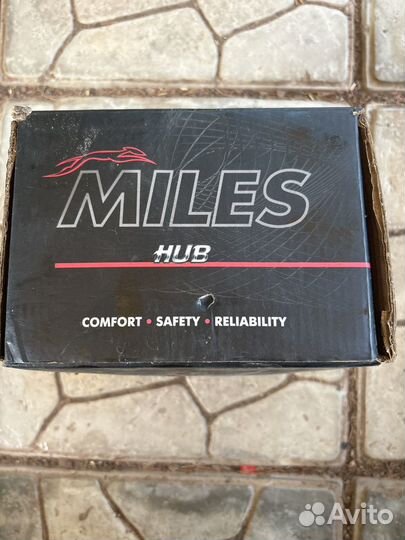 MILES
HUB
COMFORT • SAFETY • RELIABILITY
Avito